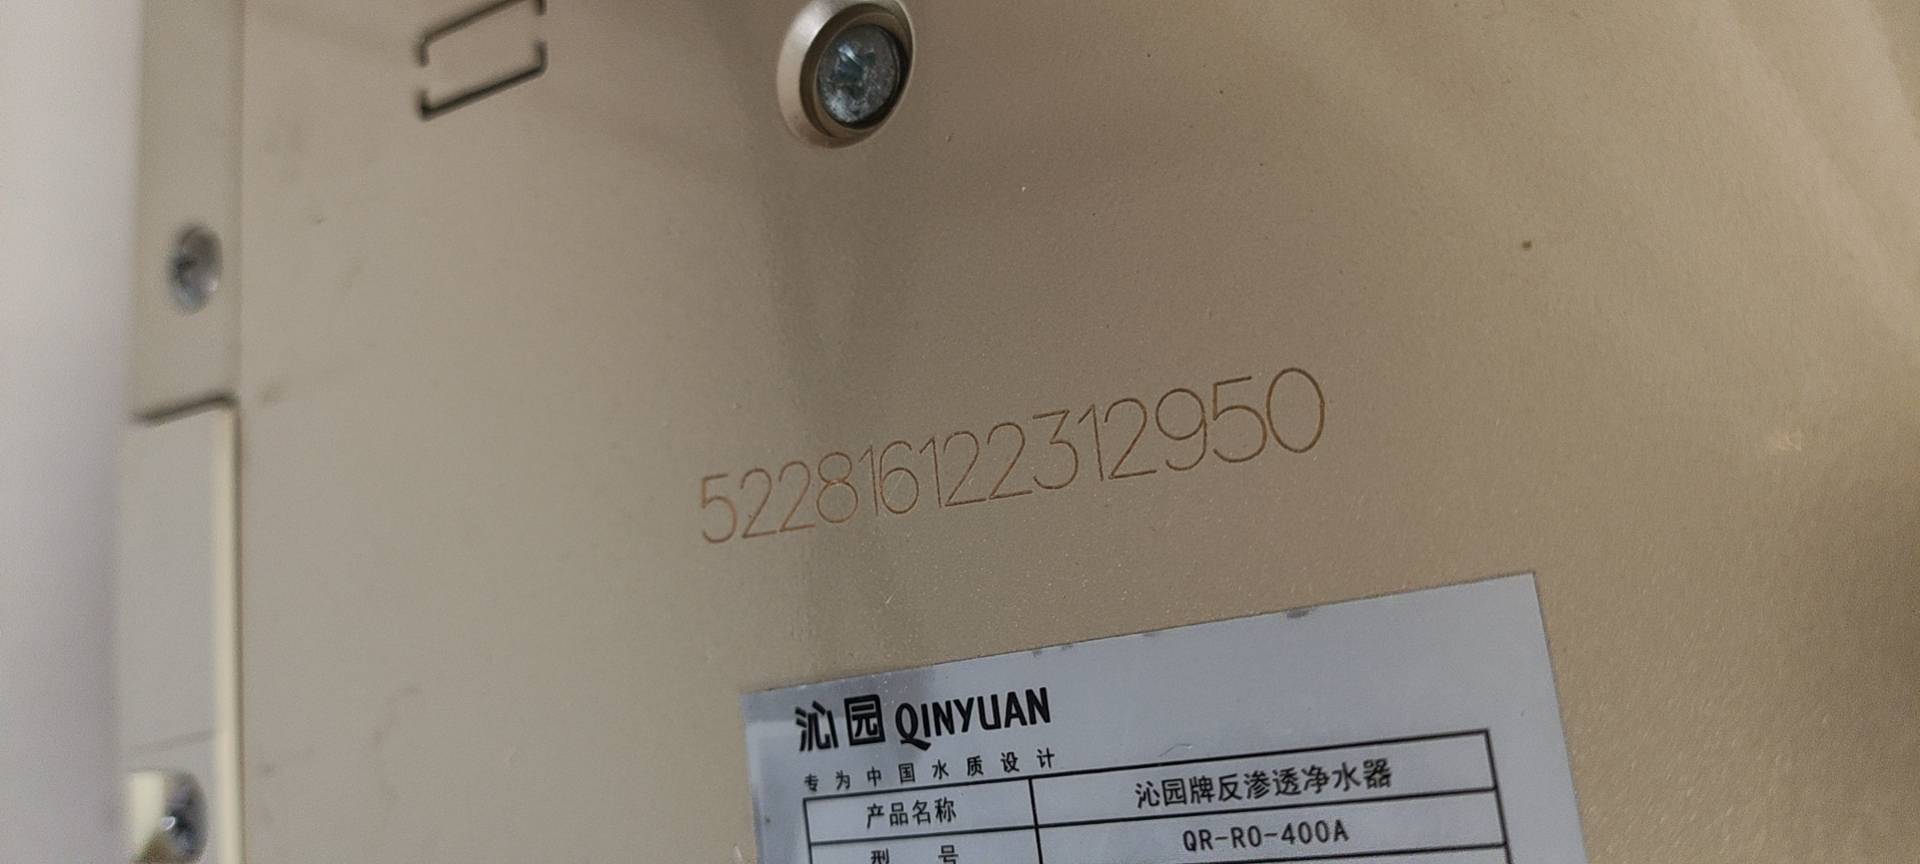 522816122312950
沁园 QINYUAN
专为中国水质设计
产品名称 沁园牌反渗透净水器
型 号 QR-RO-400A